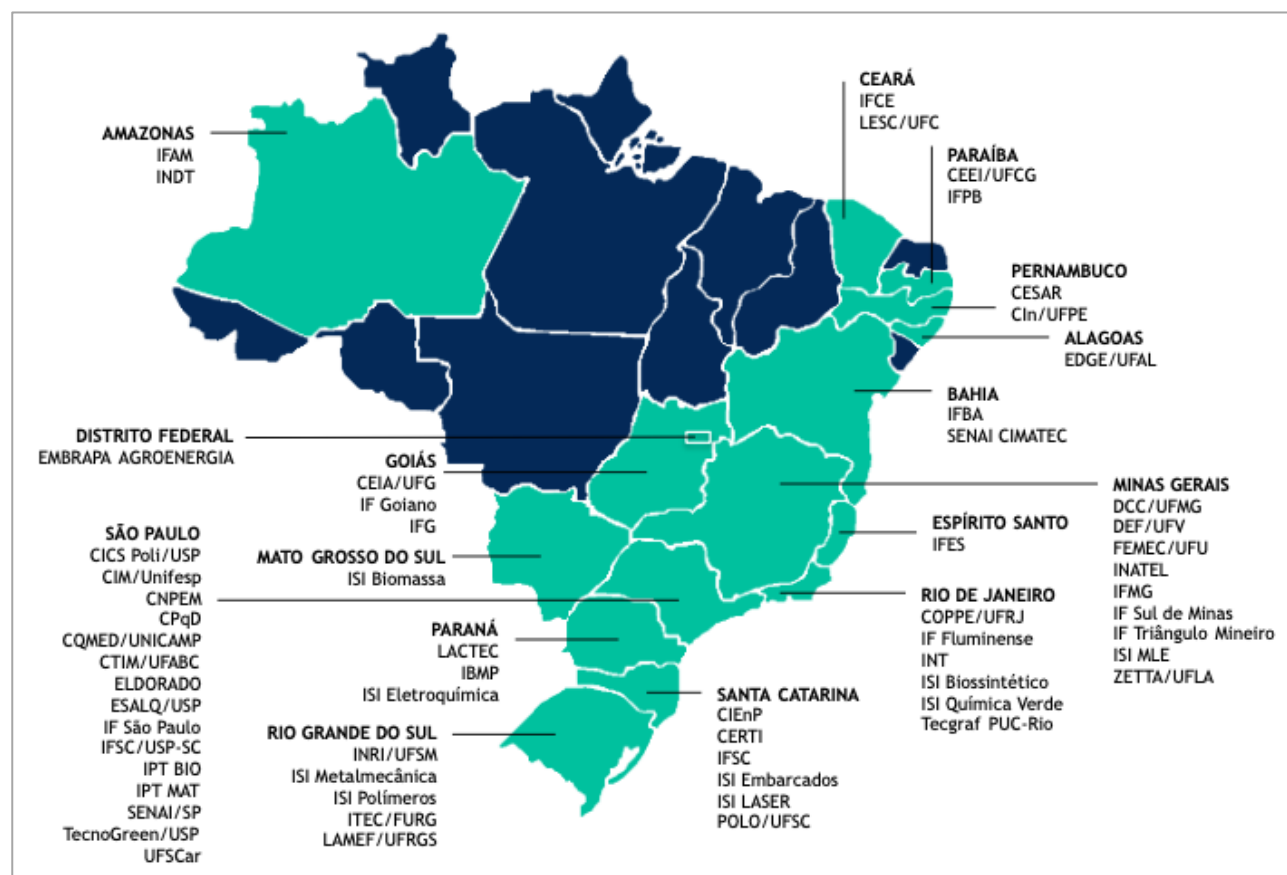 AMAZONAS
IFAM
INDT
CEARÁ
IFCE
LESC/UFC
PARAÍBA
CEEI/UFCG
IFPB
PERNAMBUCO
CESAR
CIn/UFPE
ALAGOAS
EDGE/UFAL
BAHIA
IFBA
SENAI CIMATEC
DISTRITO FEDERAL
EMBRAPA AGROENERGIA
GOIÁS
CEIA/UFG
IF Goiano
IFG
MINAS GERAIS
DCC/UFMG
DEF/UFV
FEMEC/UFU
INATEL
IFMG
IF Sul de Minas
IF Triângulo Mineiro
ISI MLE
ZETTA/UFLA
ESPÍRITO SANTO
IFES
SÃO PAULO
CICS Poli/USP
CIM/Unifesp
CNPEM
CPqD
CQMED/UNICAMP
CTIM/UFABC
ELDORADO
ESALQ/USP
IF São Paulo
IFSC/USP-SC
IPT BIO
IPT MAT
SENAI/SP
TecnoGreen/USP
UFSCar
MATO GROSSO DO SUL
ISI Biomassa
RIO DE JANEIRO
COPPE/UFRJ
IF Fluminense
INT
ISI Biossintético
ISI Química Verde
Tecgraf PUC-Rio
PARANÁ
LACTEC
IBMP
ISI Eletroquímica
SANTA CATARINA
CIEnP
CERTI
IFSC
ISI Embarcados
ISI LASER
POLO/UFSC
RIO GRANDE DO SUL
INRI/UFSM
ISI Metalmecânica
ISI Polímeros
ITEC/FURG
LAMEF/UFRGS